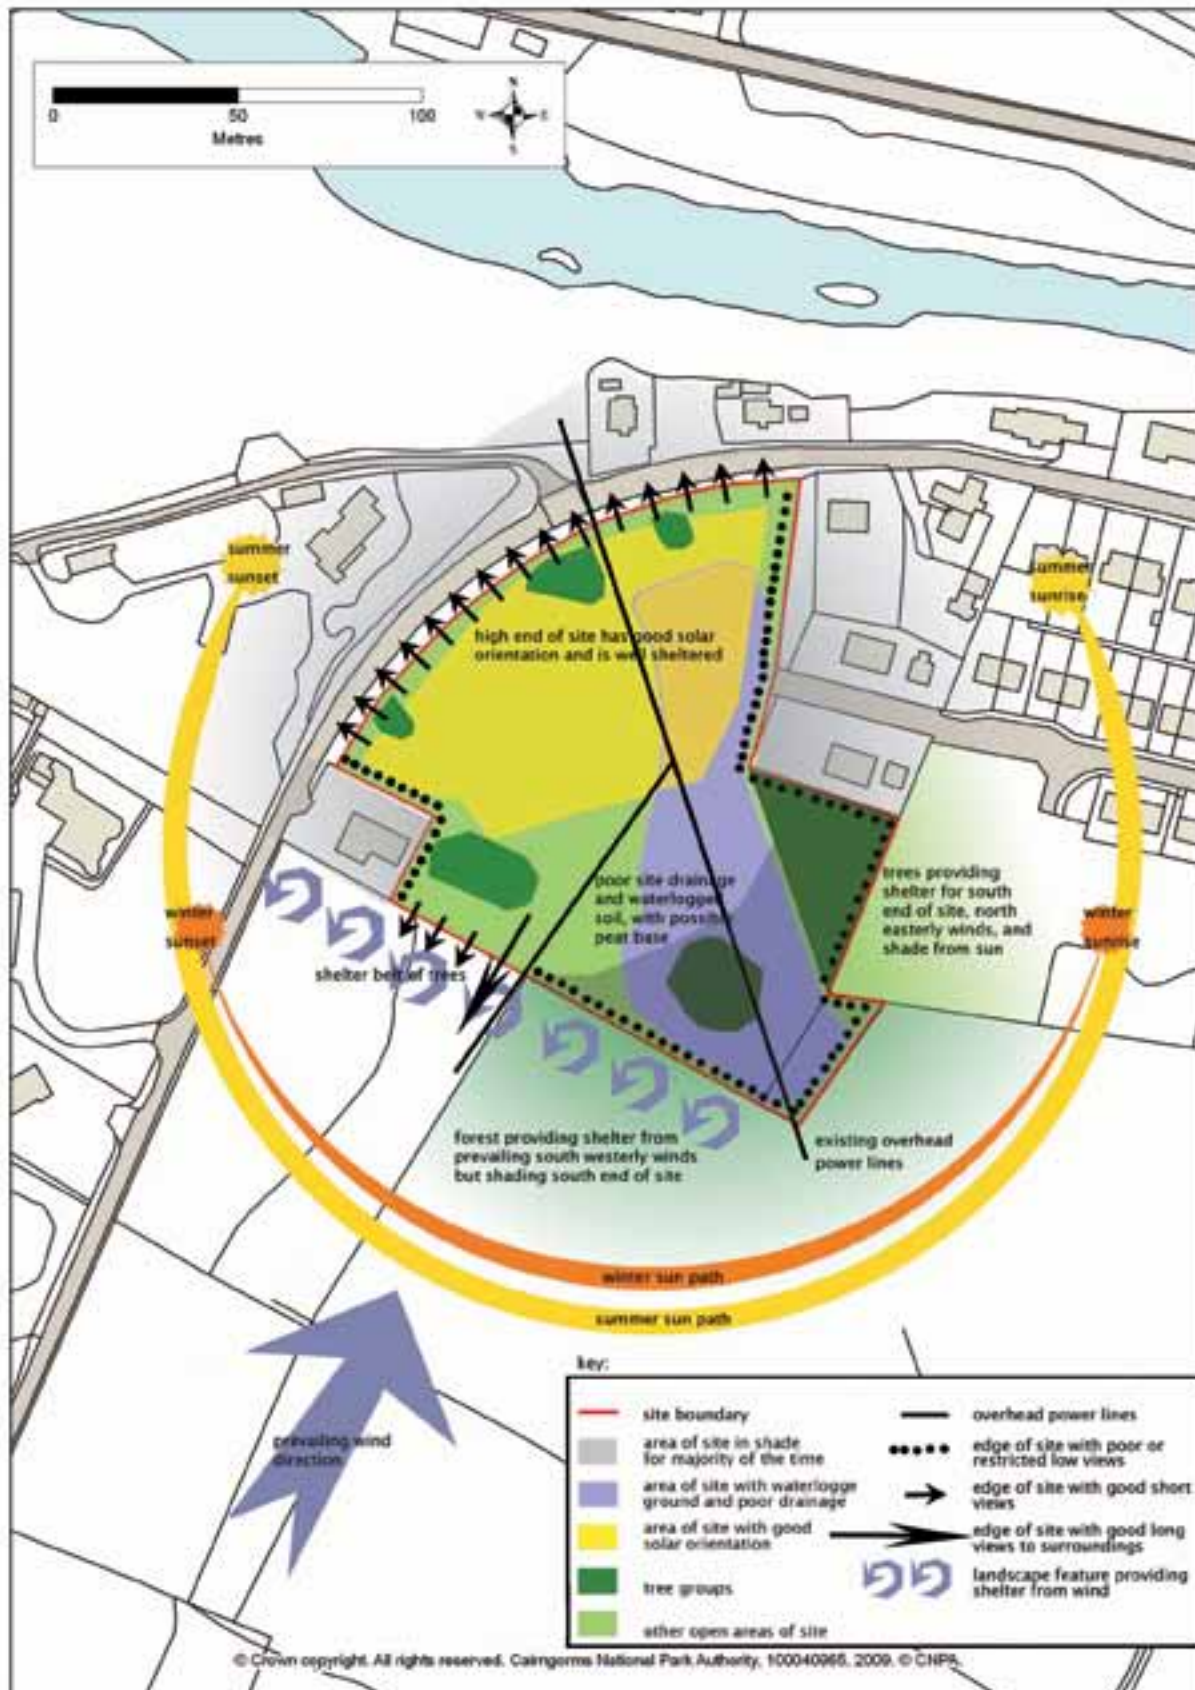 N
W E
S
0 50 100
Metres
summer
sunset
summer
sunrise
high end of site has good solar
orientation and is well sheltered
poor site drainage
and waterlogged
soil, with possible
peat base
trees providing
shelter for south
end of site, north
easterly winds, and
shade from sun
winter
sunset
winter
sunrise
shelter belt of trees
forest providing shelter from
prevailing south westerly winds
but shading south end of site
existing overhead
power lines
winter sun path
summer sun path
prevailing wind
direction
key:
site boundary
area of site in shade
for majority of the time
area of site with waterlogge
ground and poor drainage
area of site with good
solar orientation
tree groups
other open areas of site
overhead power lines
edge of site with poor or
restricted low views
edge of site with good short
views
edge of site with good long
views to surroundings
landscape feature providing
shelter from wind
© Crown copyright. All rights reserved. Cairngorms National Park Authority, 100040965, 2009. © CNPA.